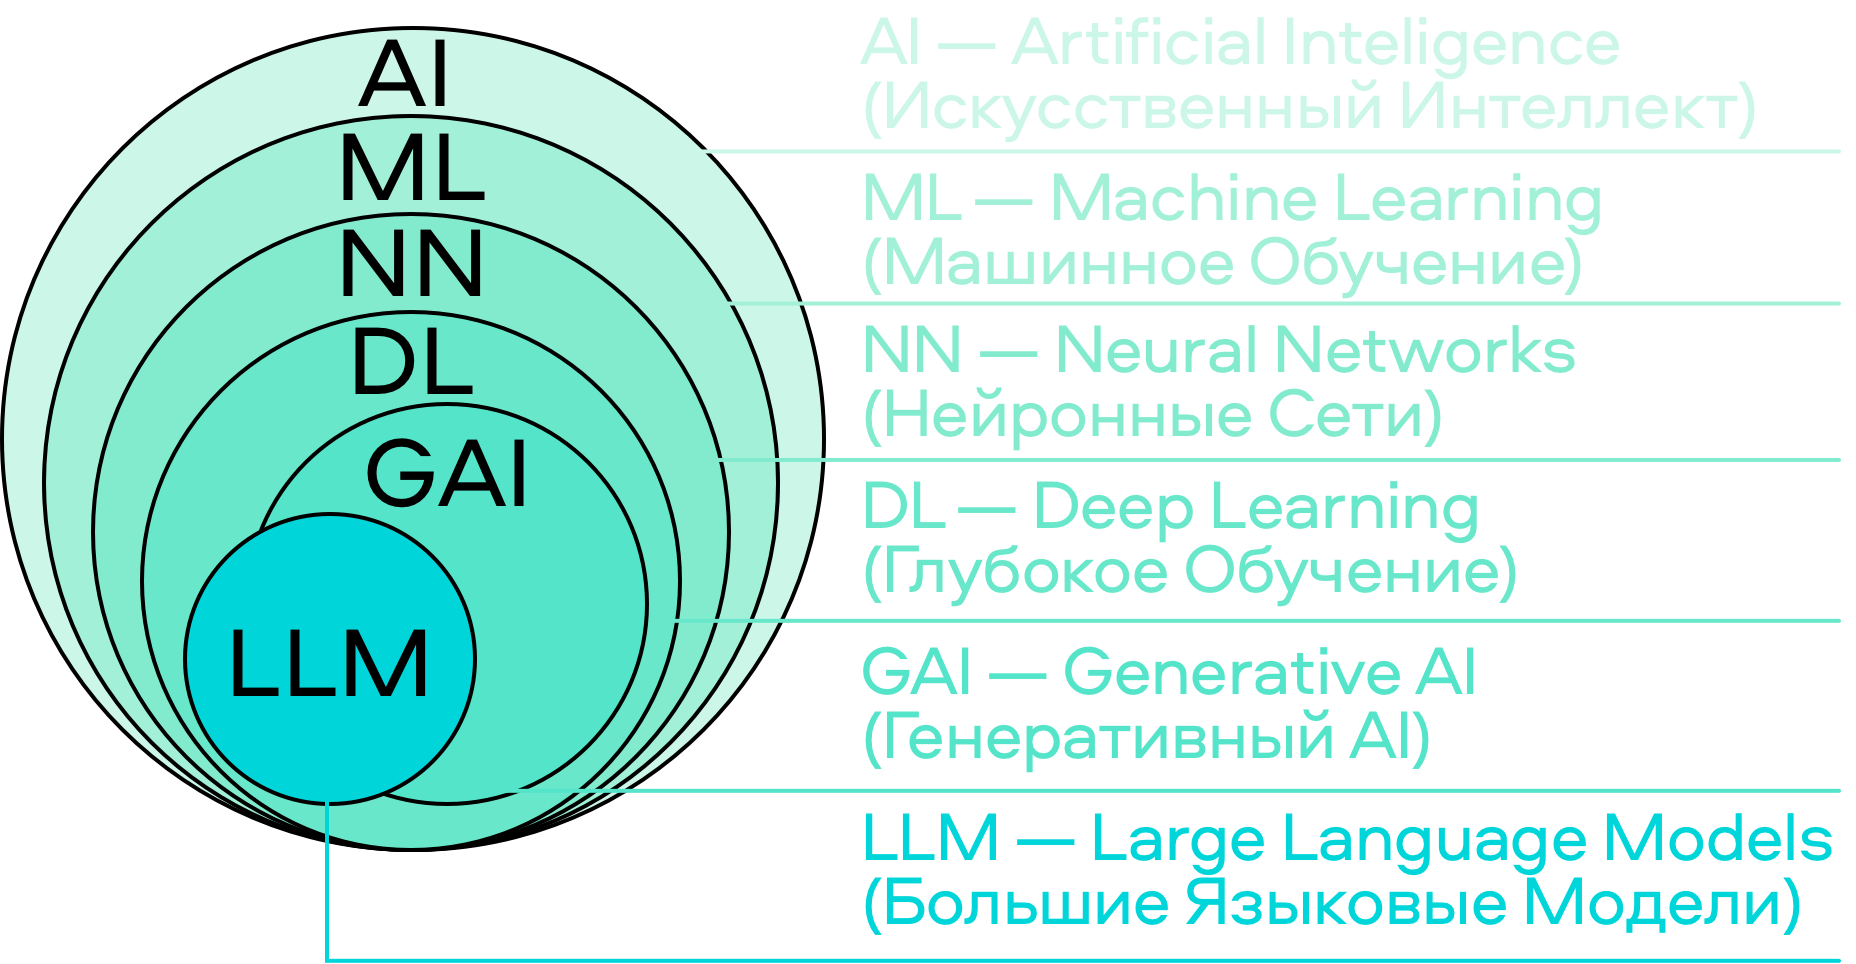 AI
ML
NN
DL
GAI
LLM
AI — Artificial Inteligence
(Искусственный Интеллект)
ML — Machine Learning
(Машинное Обучение)
NN — Neural Networks
(Нейронные Сети)
DL — Deep Learning
(Глубокое Обучение)
GAI — Generative AI
(Генеративный AI)
LLM — Large Language Models
(Большие Языковые Модели)